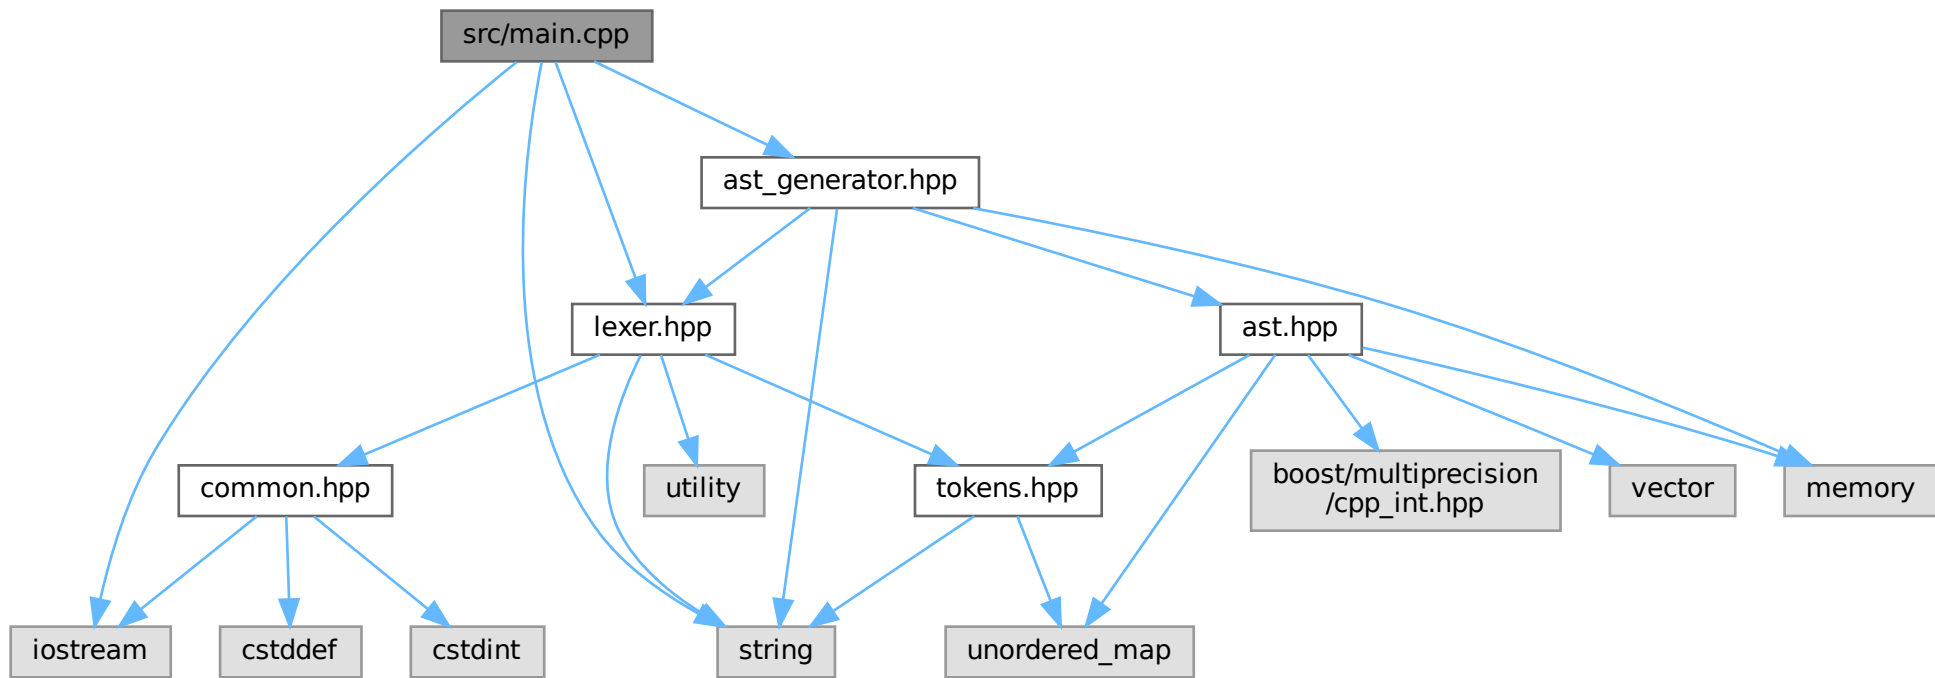 src/main.cpp
ast_generator.hpp
lexer.hpp
ast.hpp
common.hpp
utility
tokens.hpp
boost/multiprecision
/cpp_int.hpp
vector
memory
iostream
cstddef
cstdint
string
unordered_map